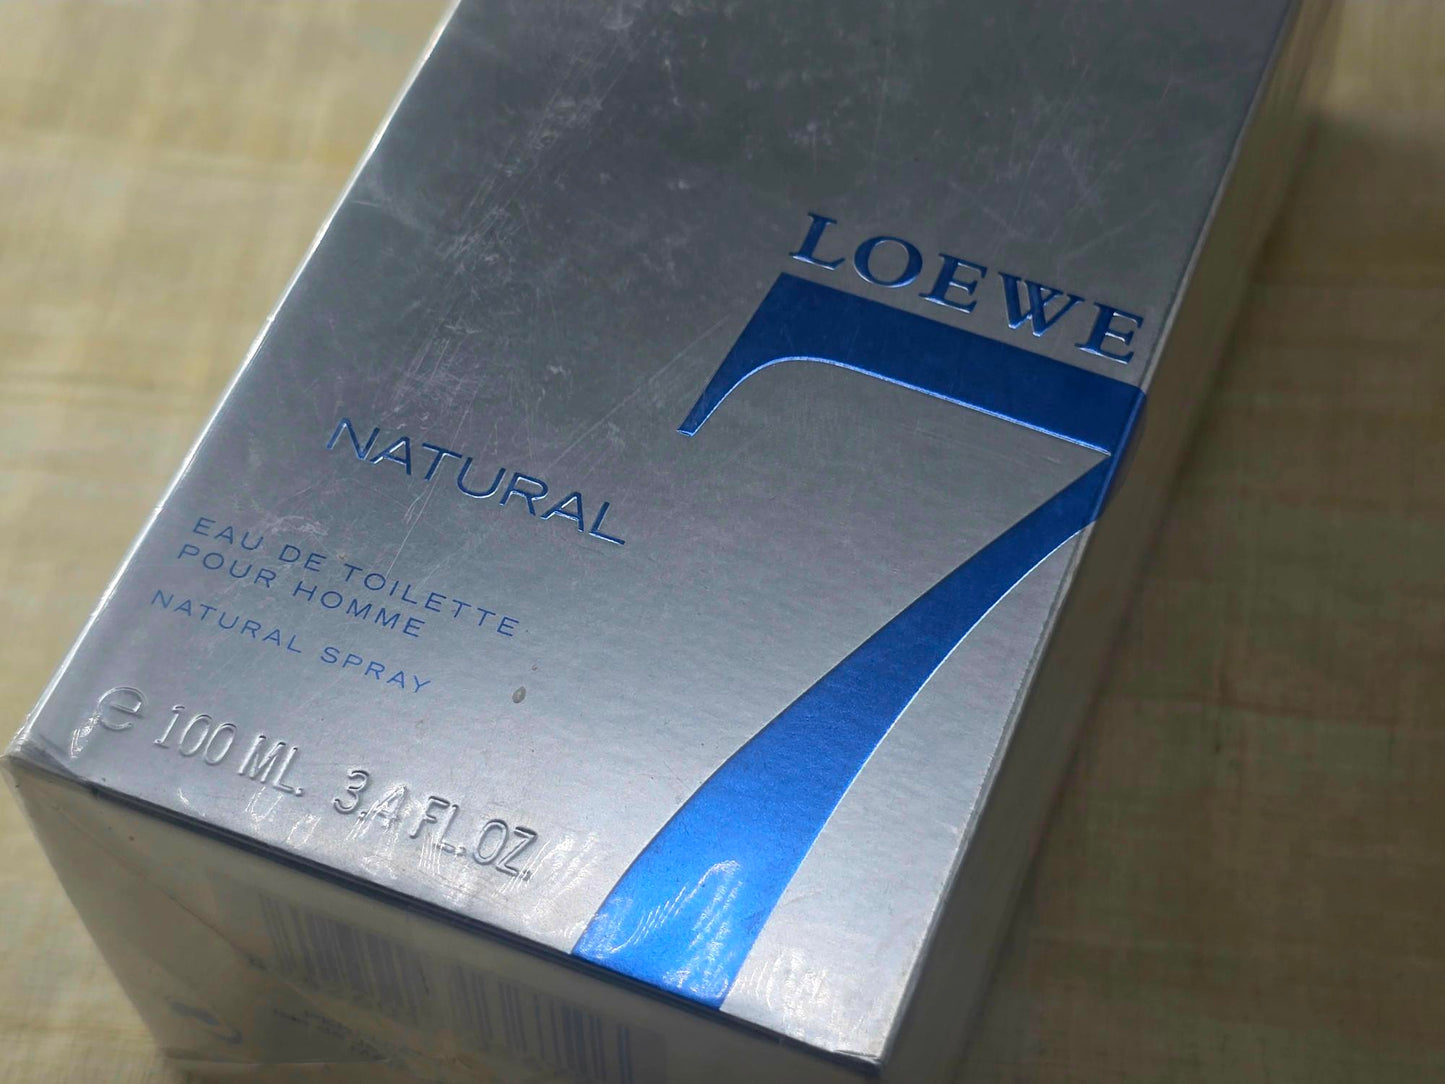 LOEWE
7
NATURAL
EAU DE TOILETTE
POUR HOMME
NATURAL SPRAY
℮ 100 ML. 3.4 FL.OZ.